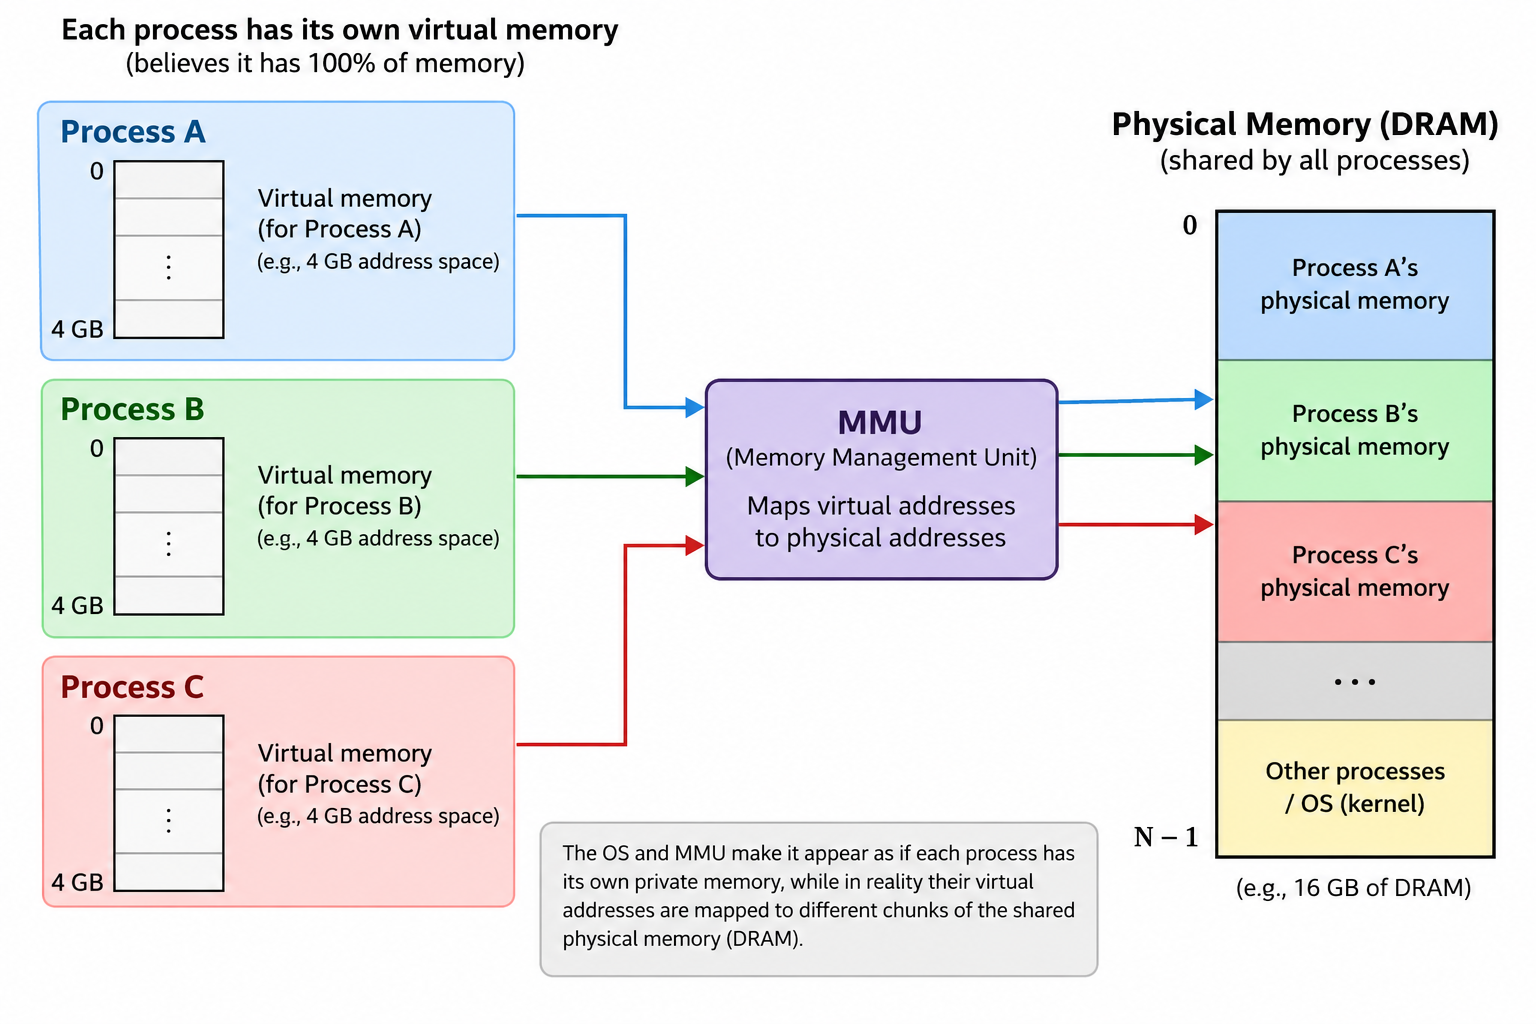 Each process has its own virtual memory
(believes it has 100% of memory)
Process A
0
4 GB
Virtual memory
(for Process A)
(e.g., 4 GB address space)
Process B
0
4 GB
Virtual memory
(for Process B)
(e.g., 4 GB address space)
Process C
0
4 GB
Virtual memory
(for Process C)
(e.g., 4 GB address space)
MMU
(Memory Management Unit)
Maps virtual addresses
to physical addresses
The OS and MMU make it appear as if each process has
its own private memory, while in reality their virtual
addresses are mapped to different chunks of the shared
physical memory (DRAM).
Physical Memory (DRAM)
(shared by all processes)
0
Process A’s
physical memory
Process B’s
physical memory
Process C’s
physical memory
...
Other processes
/ OS (kernel)
N – 1
(e.g., 16 GB of DRAM)